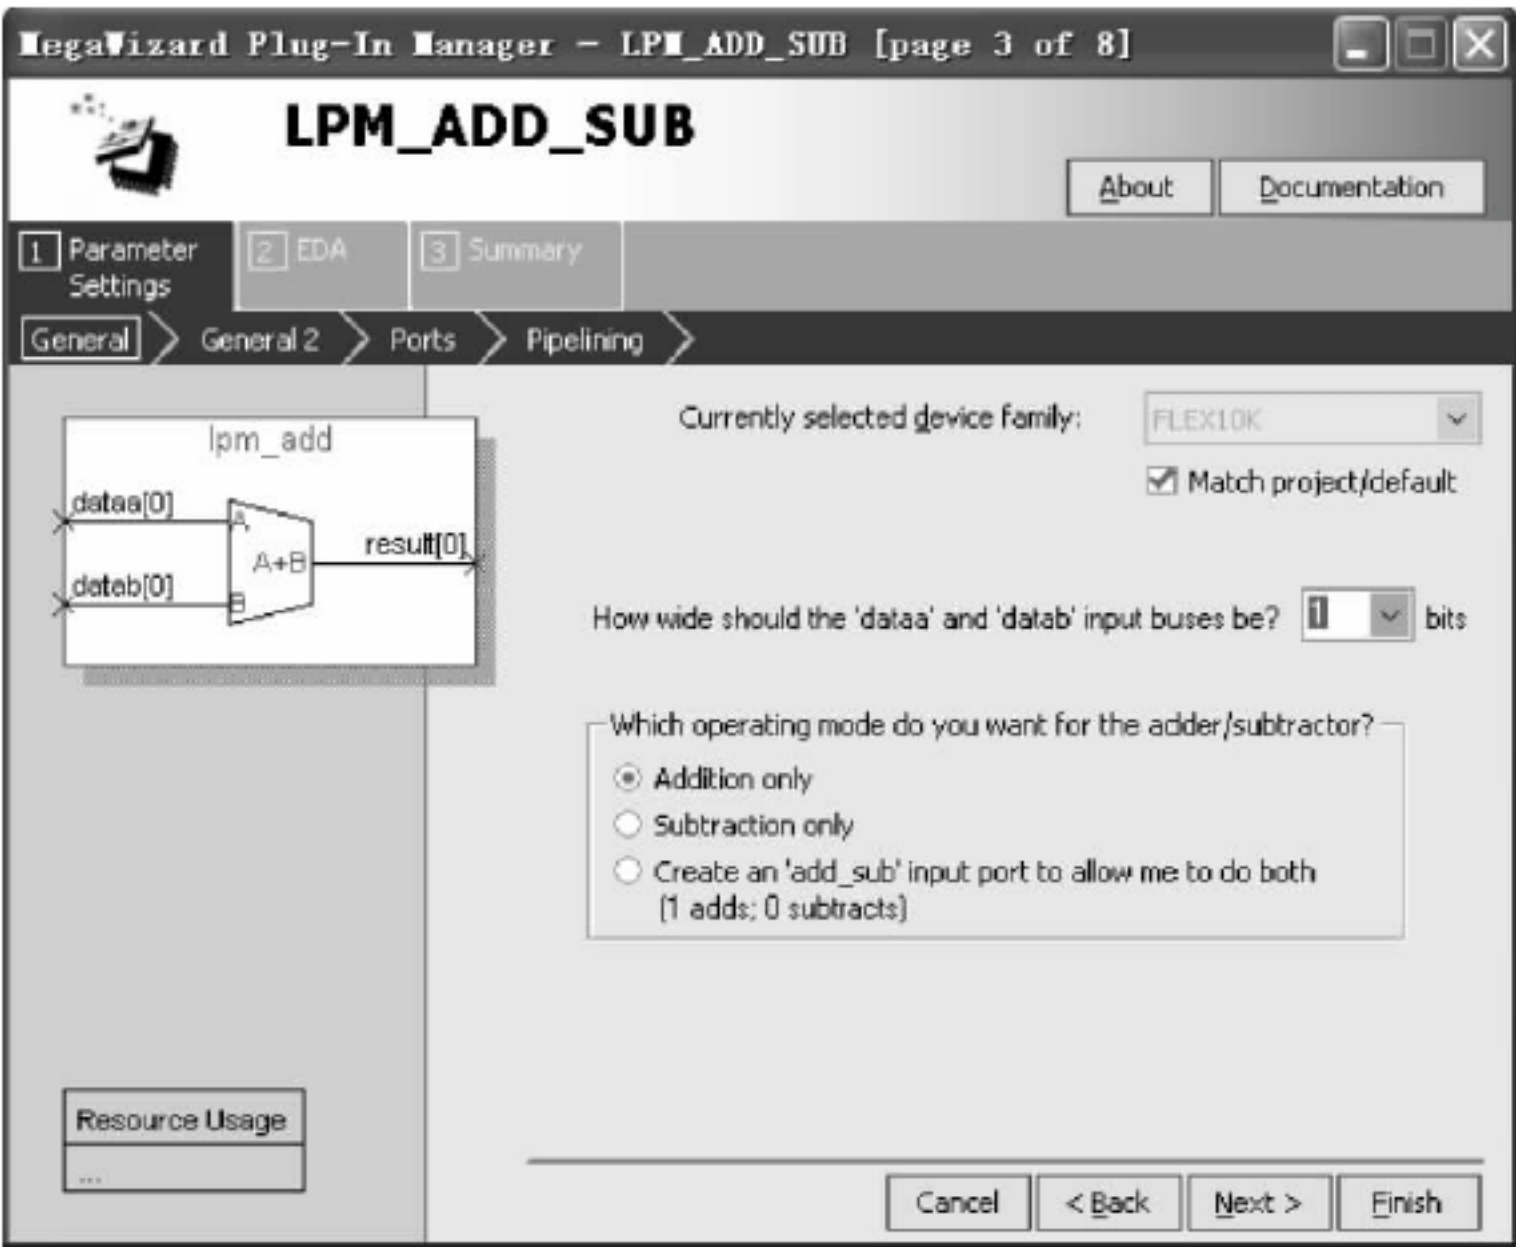 MegaWizard Plug-In Manager - LPM_ADD_SUB [page 3 of 8]
LPM_ADD_SUB
About
Documentation
1 Parameter Settings
2 EDA
3 Summary
General
General 2
Ports
Pipelining
lpm_add
dataa[0]
A
A+B
result[0]
datab[0]
B
Currently selected device family:
FLEX10K
Match project/default
How wide should the 'dataa' and 'datab' input buses be?
1
bits
Which operating mode do you want for the adder/subtractor?
Addition only
Subtraction only
Create an 'add_sub' input port to allow me to do both
(1 adds; 0 subtracts)
Resource Usage
...
Cancel
< Back
Next >
Finish